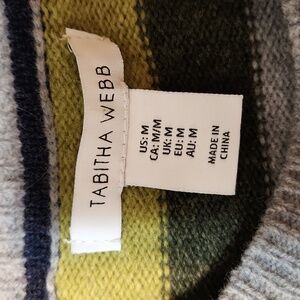 TABITHA WEBB
US: M
CA: M/M
UK: M
EU: M
AU: M
MADE IN
CHINA